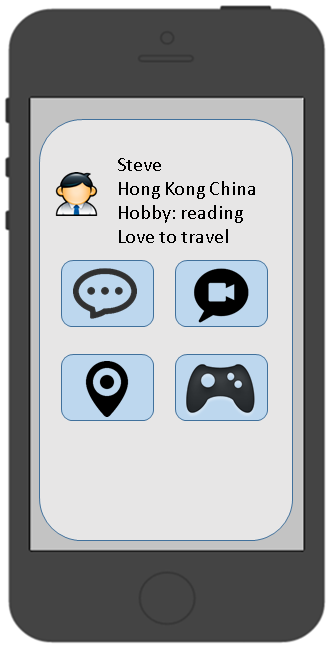 Steve
Hong Kong China
Hobby: reading
Love to travel